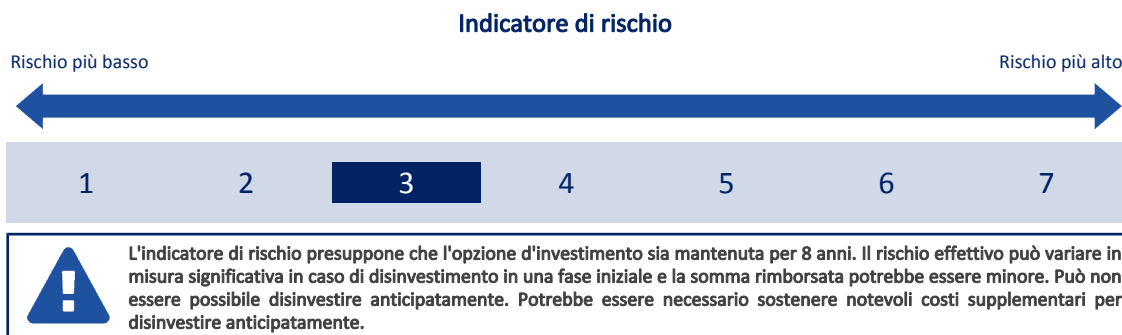 Indicatore di rischio
Rischio più basso
Rischio più alto
1 2 3 4 5 6 7
L'indicatore di rischio presuppone che l'opzione d'investimento sia mantenuta per 8 anni. Il rischio effettivo può variare in
misura significativa in caso di disinvestimento in una fase iniziale e la somma rimborsata potrebbe essere minore. Può non
essere possibile disinvestire anticipatamente. Potrebbe essere necessario sostenere notevoli costi supplementari per
disinvestire anticipatamente.